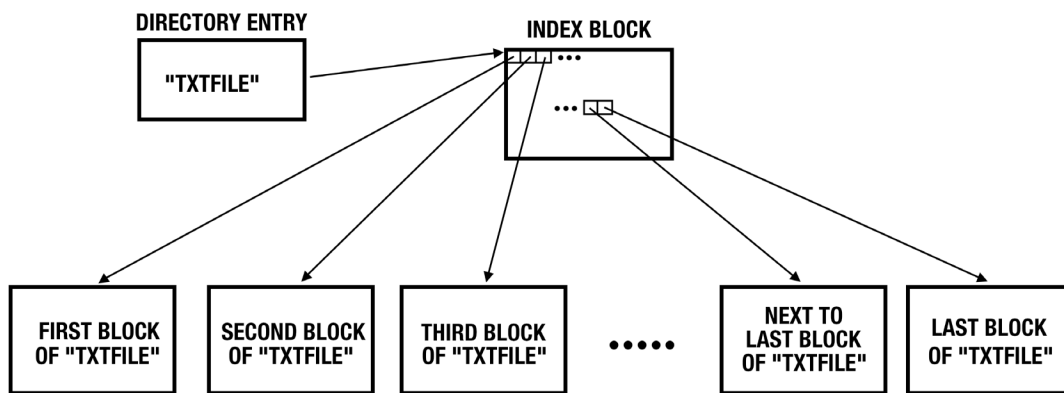 DIRECTORY ENTRY
"TXTFILE"
INDEX BLOCK
FIRST BLOCK
OF "TXTFILE"
SECOND BLOCK
OF "TXTFILE"
THIRD BLOCK
OF "TXTFILE"
NEXT TO
LAST BLOCK
OF "TXTFILE"
LAST BLOCK
OF "TXTFILE"